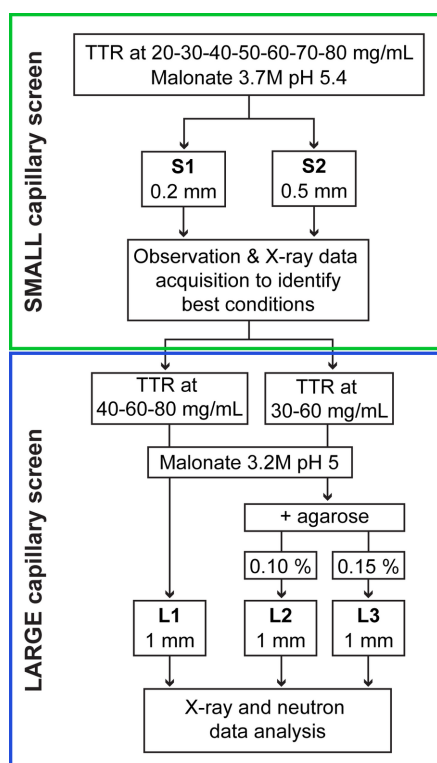 SMALL capillary screen
TTR at 20-30-40-50-60-70-80 mg/mL
Malonate 3.7M pH 5.4
S1
0.2 mm
S2
0.5 mm
Observation & X-ray data
acquisition to identify
best conditions
LARGE capillary screen
TTR at
40-60-80 mg/mL
TTR at
30-60 mg/mL
Malonate 3.2M pH 5
+ agarose
0.10 %
0.15 %
L1
1 mm
L2
1 mm
L3
1 mm
X-ray and neutron
data analysis